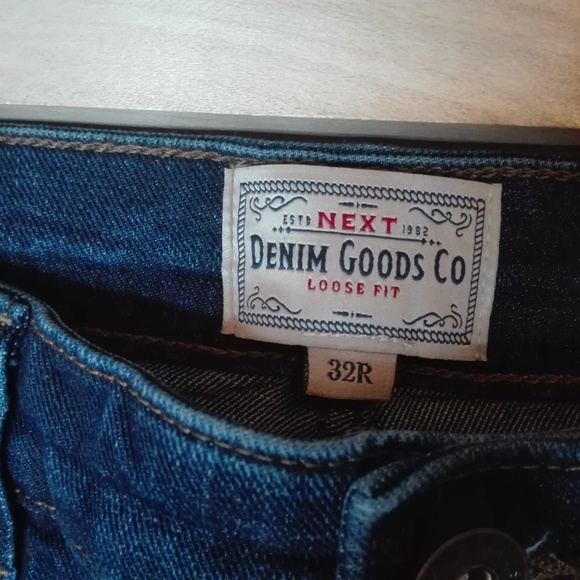 ESTD NEXT 1982
DENIM GOODS CO
LOOSE FIT
32R